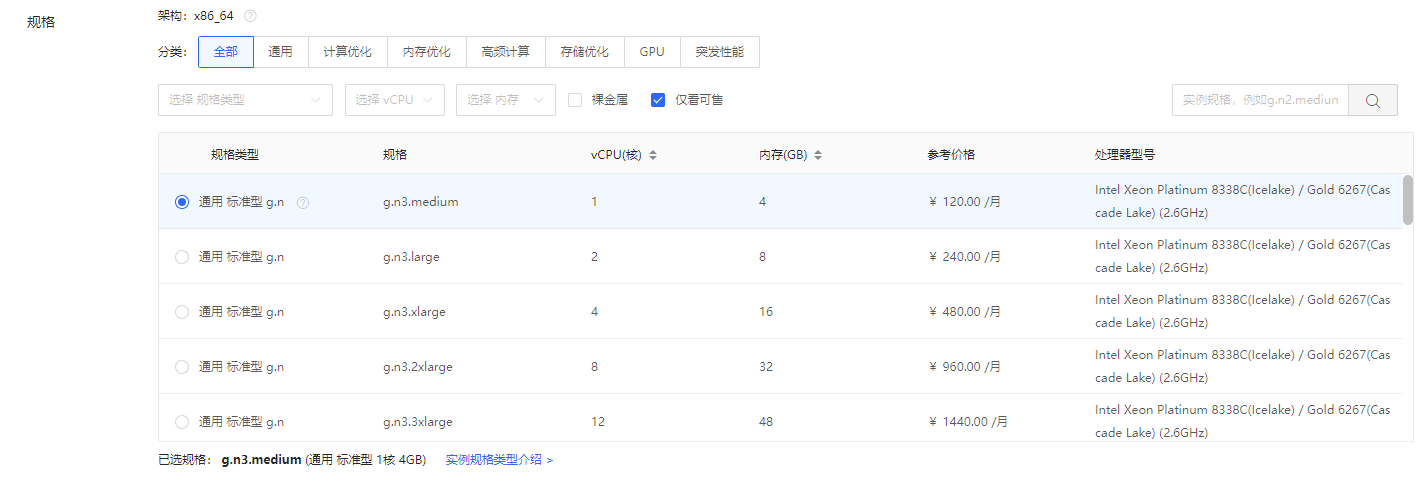 规格
架构: x86_64
分类: 全部 通用 计算优化 内存优化 高频计算 存储优化 GPU 突发性能
选择 规格类型 选择 vCPU 选择 内存 裸金属 仅看可售 实例规格，例如g.n2.medium
规格类型 规格 vCPU(核) 内存(GB) 参考价格 处理器型号
通用 标准型 g.n g.n3.medium 1 4 ¥ 120.00 /月 Intel Xeon Platinum 8338C(Icelake) / Gold 6267(Cas
cade Lake) (2.6GHz)
通用 标准型 g.n g.n3.large 2 8 ¥ 240.00 /月 Intel Xeon Platinum 8338C(Icelake) / Gold 6267(Cas
cade Lake) (2.6GHz)
通用 标准型 g.n g.n3.xlarge 4 16 ¥ 480.00 /月 Intel Xeon Platinum 8338C(Icelake) / Gold 6267(Cas
cade Lake) (2.6GHz)
通用 标准型 g.n g.n3.2xlarge 8 32 ¥ 960.00 /月 Intel Xeon Platinum 8338C(Icelake) / Gold 6267(Cas
cade Lake) (2.6GHz)
通用 标准型 g.n g.n3.3xlarge 12 48 ¥ 1440.00 /月 Intel Xeon Platinum 8338C(Icelake) / Gold 6267(Cas
cade Lake) (2.6GHz)
已选规格: g.n3.medium (通用 标准型 1核 4GB) 实例规格类型介绍 >